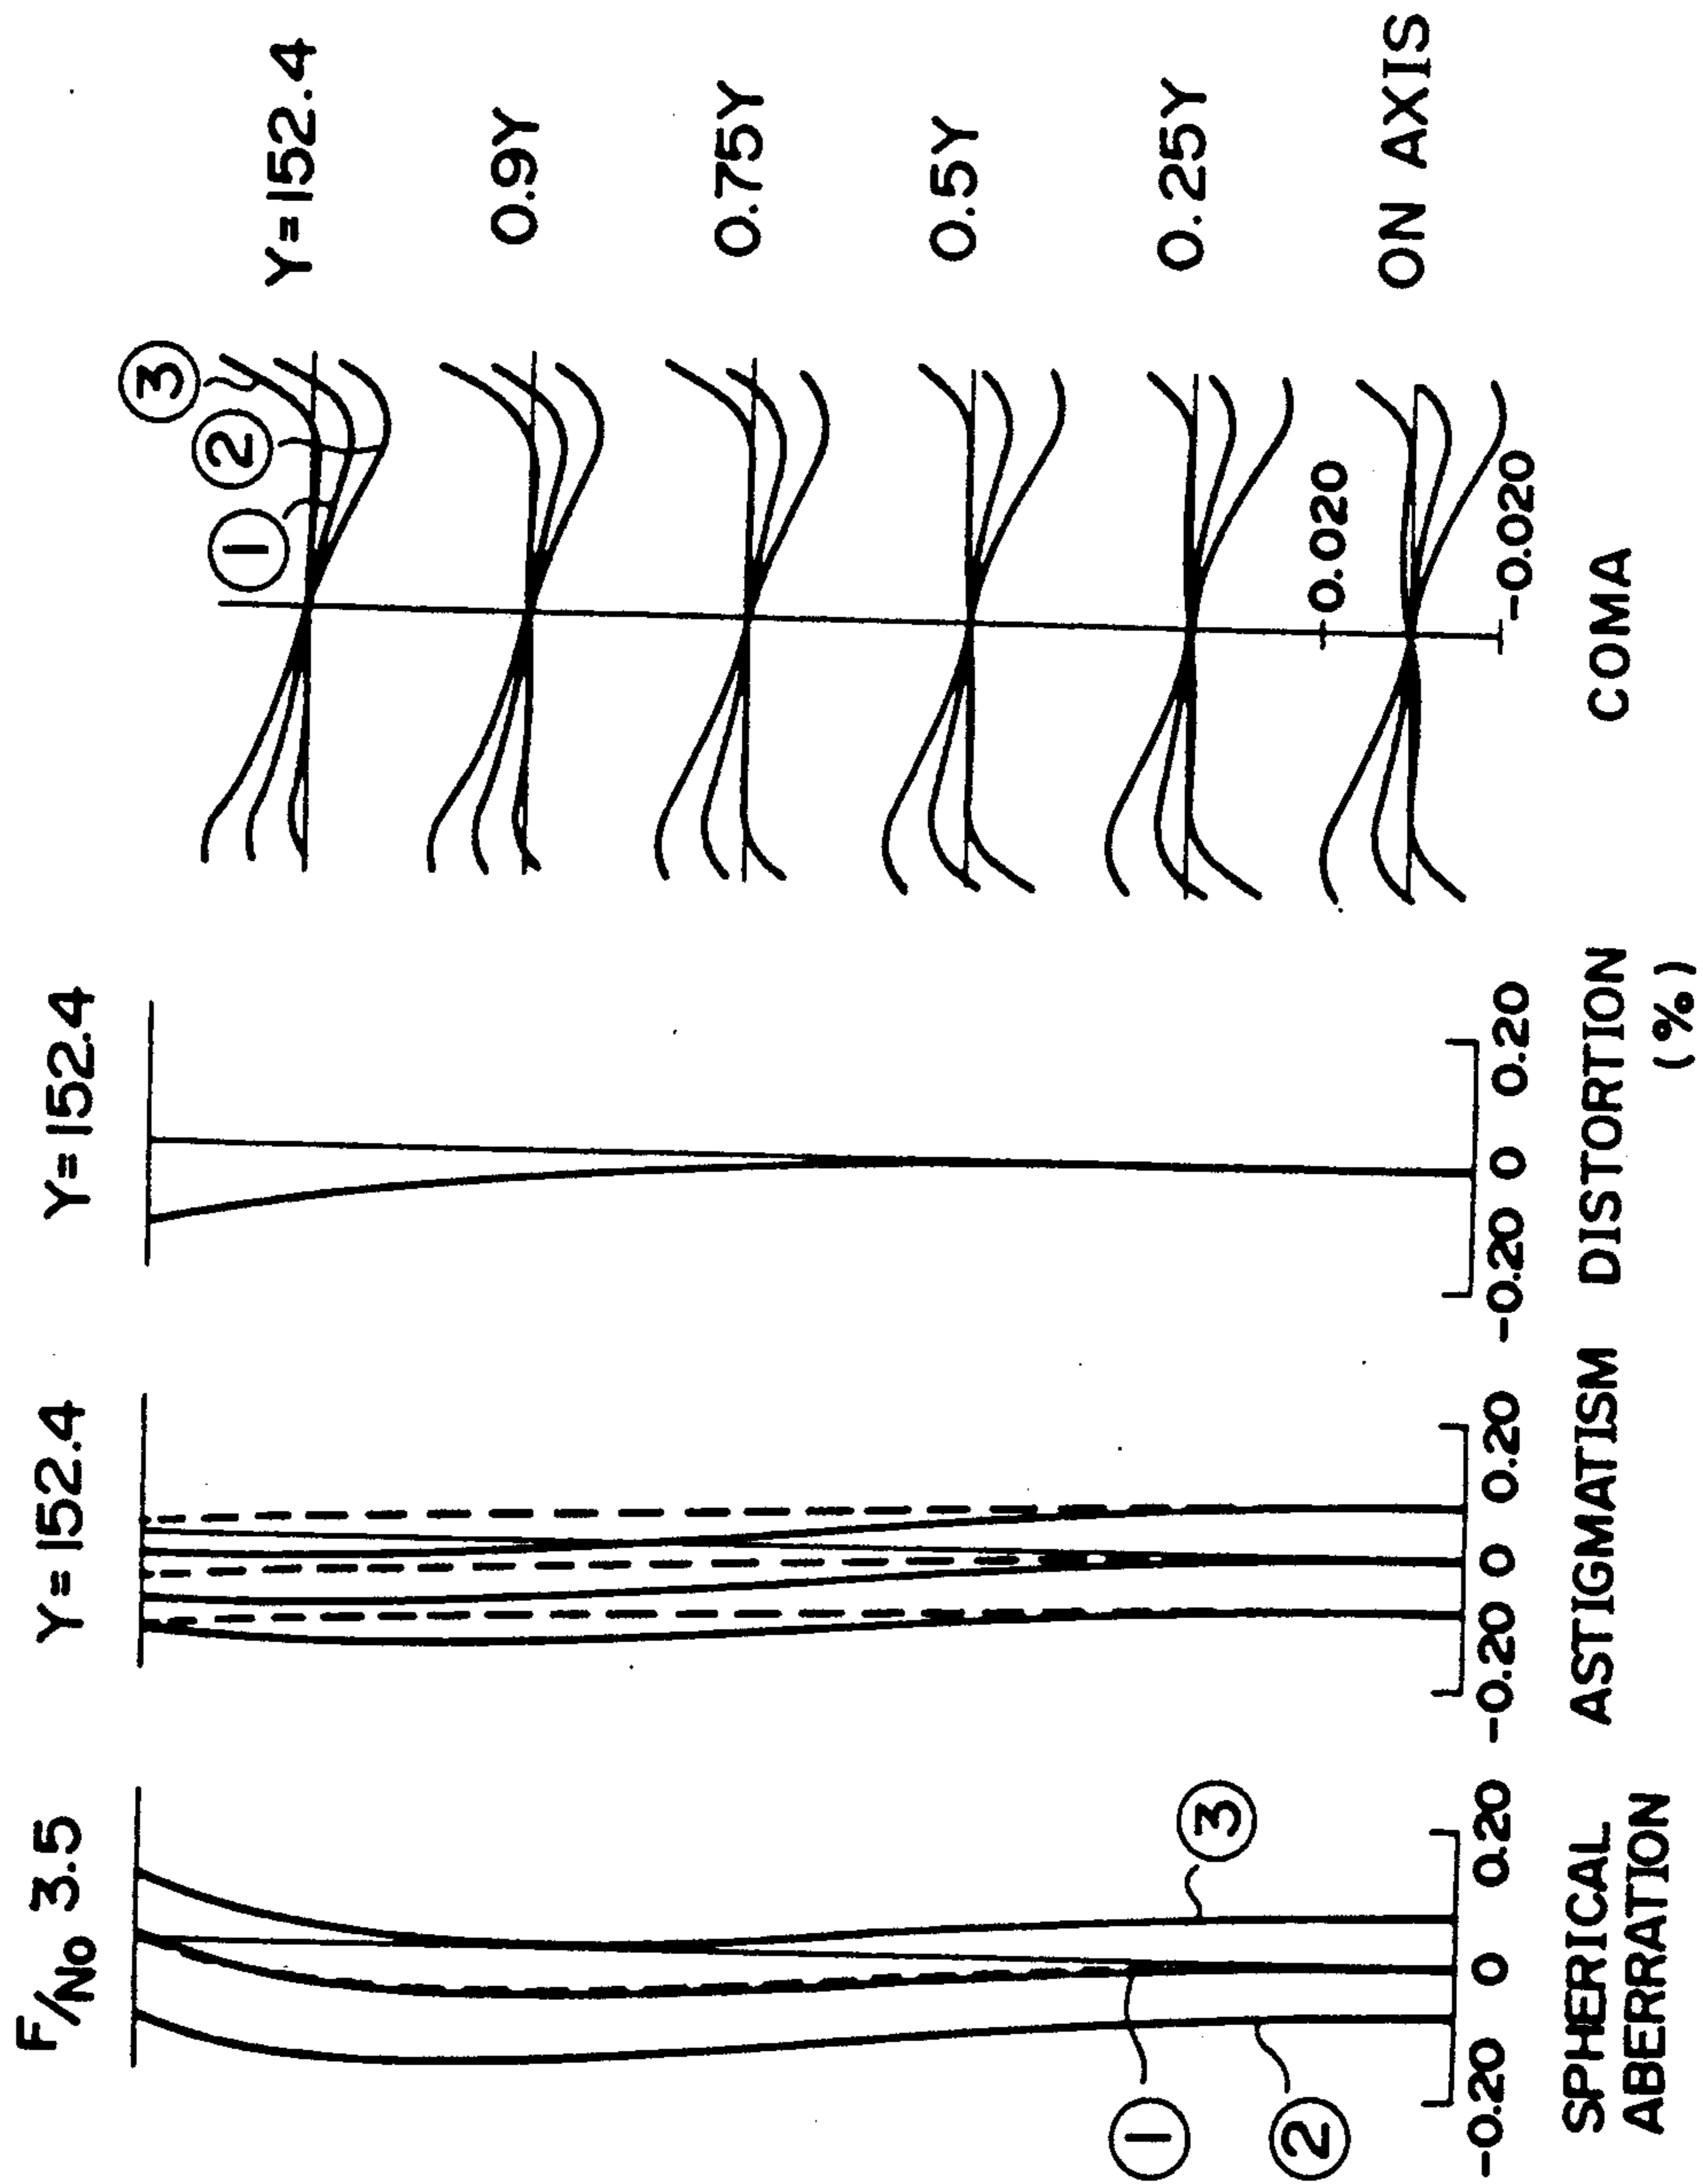 F/No 3.5
Y=152.4
Y=152.4
③
②
①
Y=152.4
0.9Y
0.75Y
0.5Y
0.25Y
ON AXIS
0.020
-0.020
①
②
③
-0.20 0 0.20
-0.20 0 0.20
-0.20 0 0.20
SPHERICAL
ABERRATION
ASTIGMATISM
DISTORTION
(%)
COMA